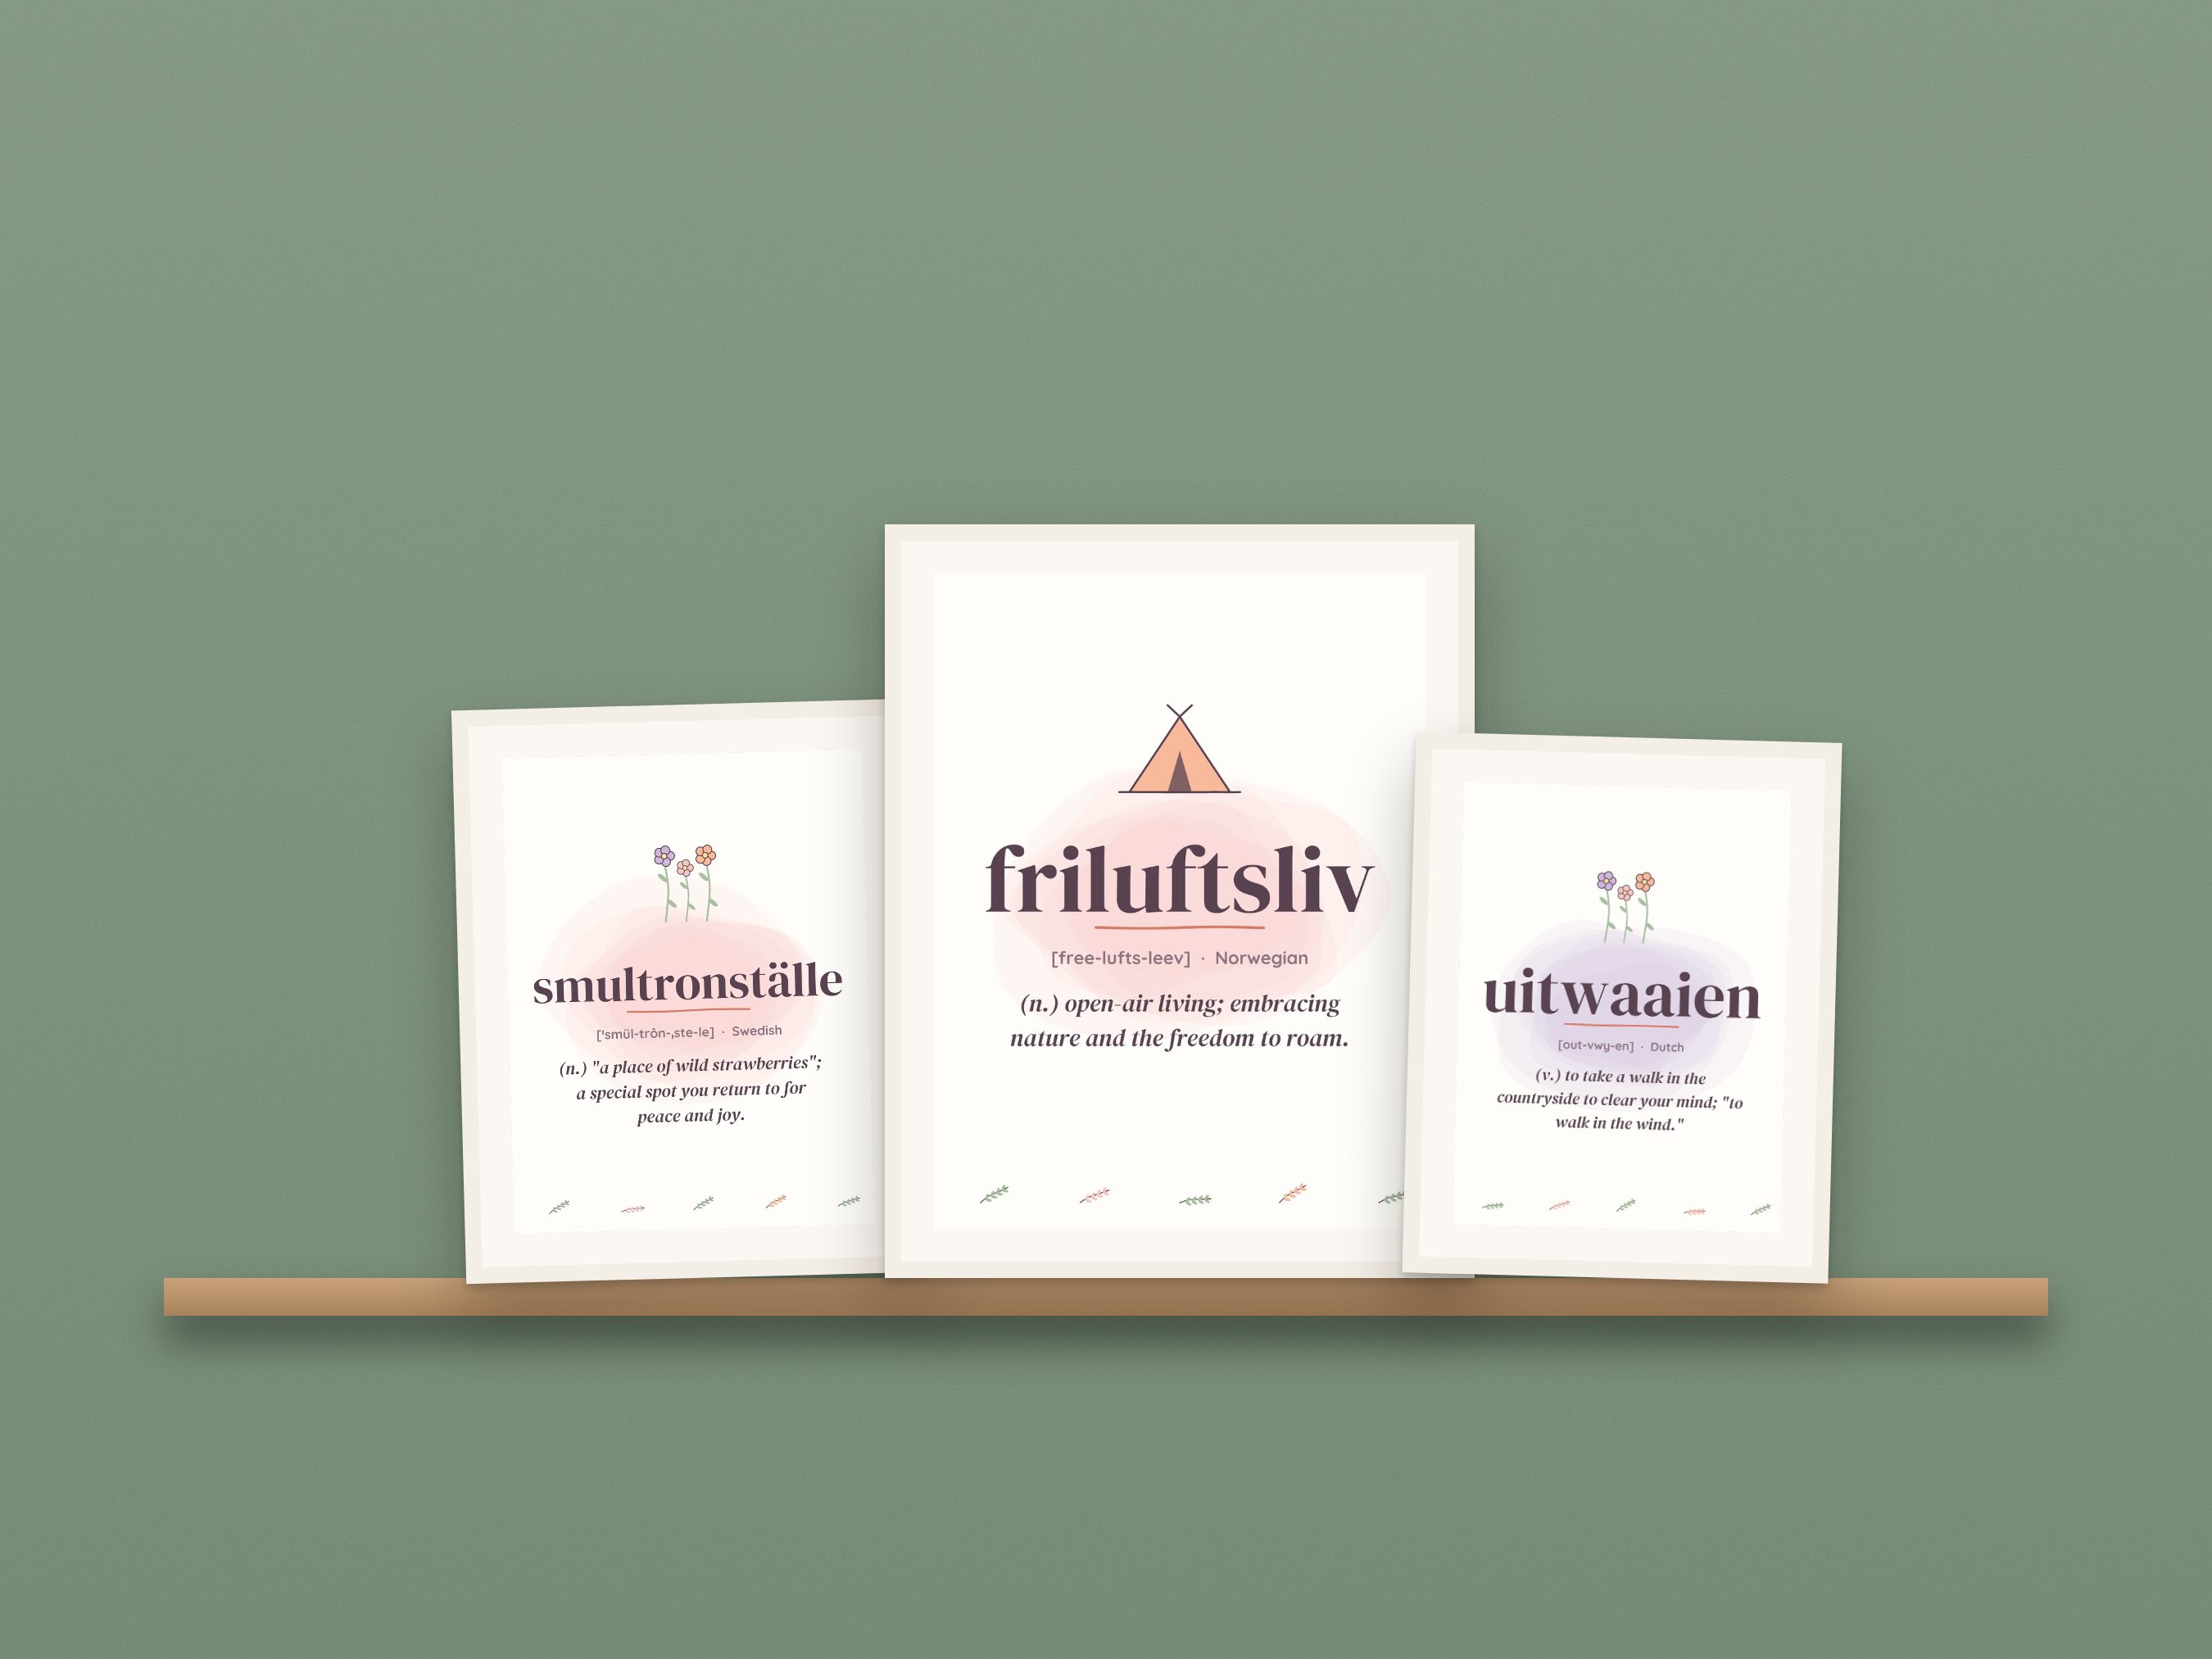 smultronställe
['smül-trôn-ˌste-le] · Swedish
(n.) "a place of wild strawberries";
a special spot you return to for
peace and joy.
friluftsliv
[free-lufts-leev] · Norwegian
(n.) open-air living; embracing
nature and the freedom to roam.
uitwaaien
[out-vwy-en] · Dutch
(v.) to take a walk in the
countryside to clear your mind; "to
walk in the wind."